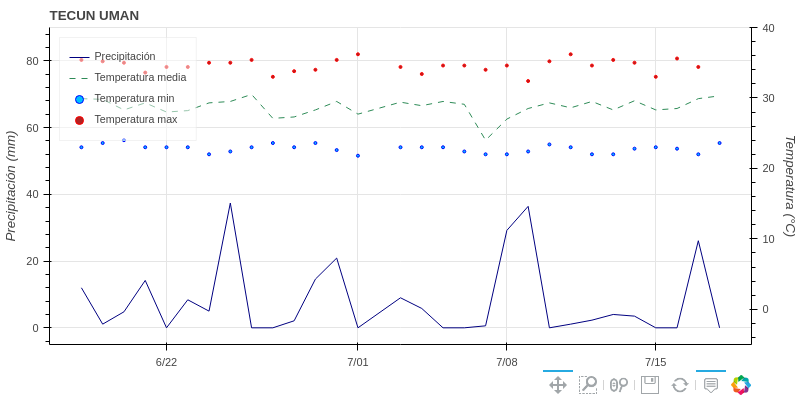 TECUN UMAN
Precipitación
Temperatura media
Temperatura min
Temperatura max
Precipitación (mm)
80
60
40
20
0
Temperatura (°C)
40
30
20
10
0
6/22
7/01
7/08
7/15